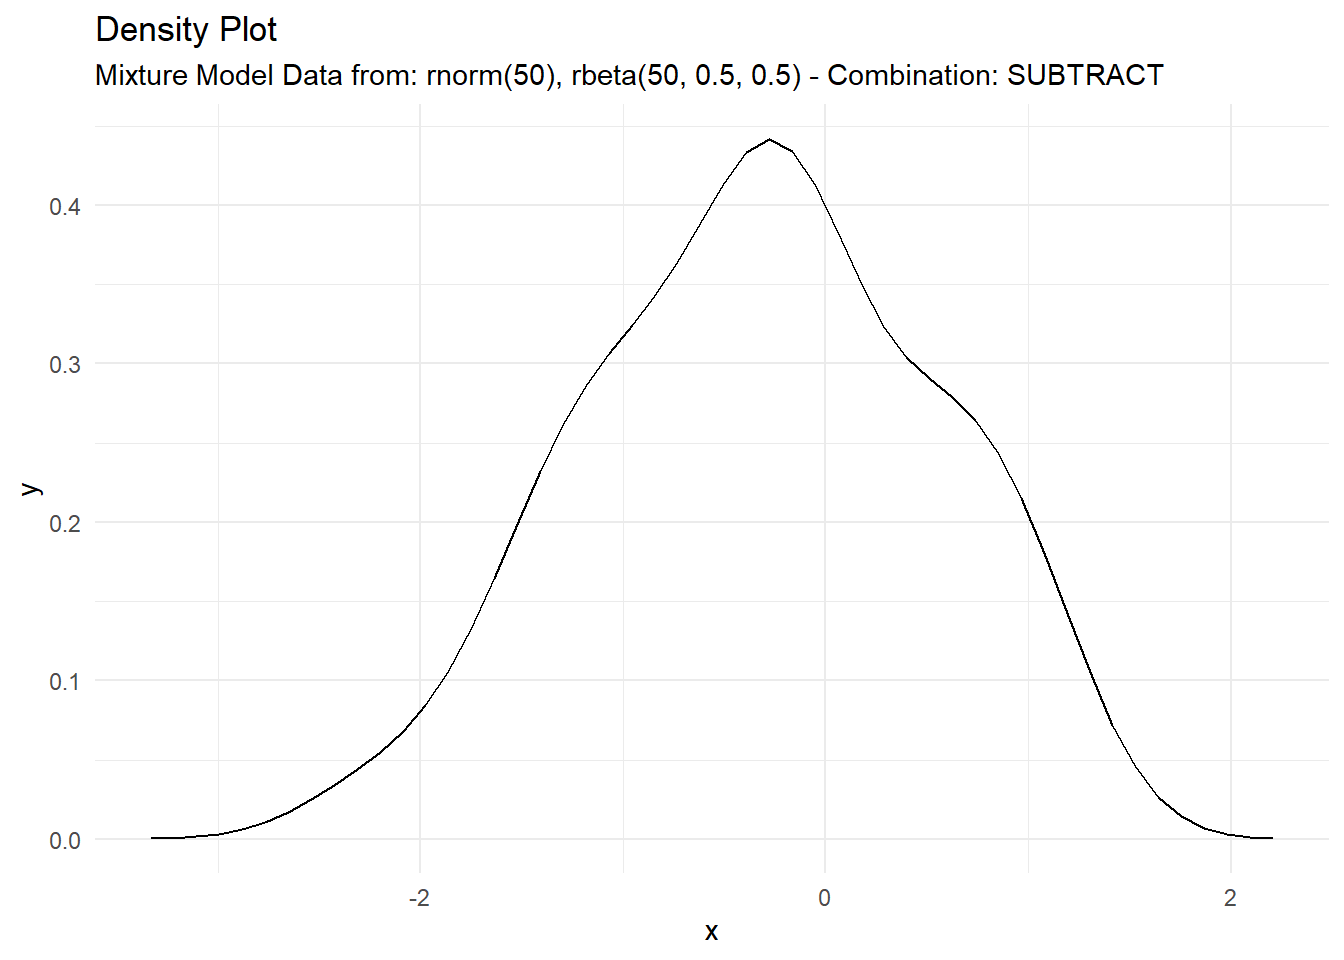 Density Plot
Mixture Model Data from: rnorm(50), rbeta(50, 0.5, 0.5) - Combination: SUBTRACT
0.4
0.3
0.2
0.1
0.0
y
-2
0
2
x